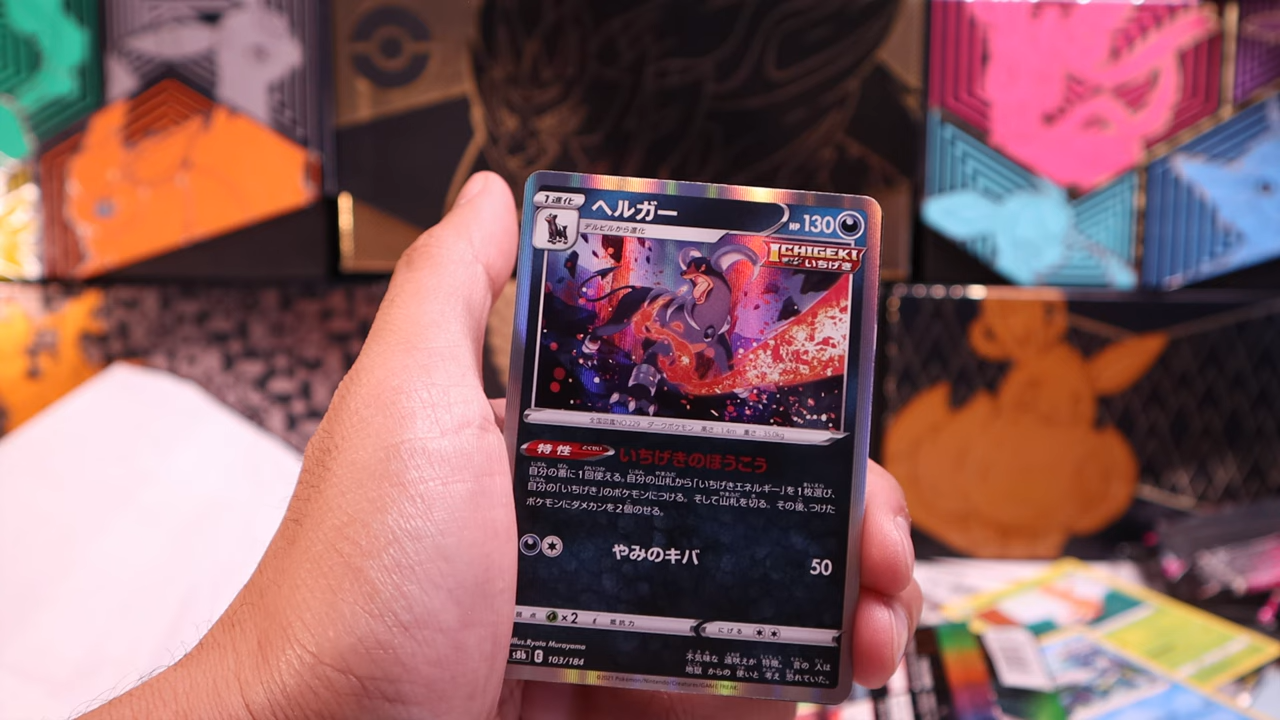 1進化
ヘルガー
HP 130
デルビルから進化
ICHIGEKI
いちげき
全国図鑑NO.229 ダークポケモン 高さ:1.4m 重さ:35.0kg
特性 とくせい いちげきのほうこう
自分の番に1回使える。自分の山札から「いちげきエネルギー」を1枚選び、
自分の「いちげき」のポケモンにつける。そして山札を切る。その後、つけた
ポケモンにダメカンを2個のせる。
やみのキバ 50
弱点 ×2 抵抗力 にげる
Illus.Ryota Murayama
s8b E 103/184
不気味な 遠吠えが 特徴。 昔の 人は
地獄 からの 使いと 考え 恐れていた。
©2021 Pokémon/Nintendo/Creatures/GAME FREAK.